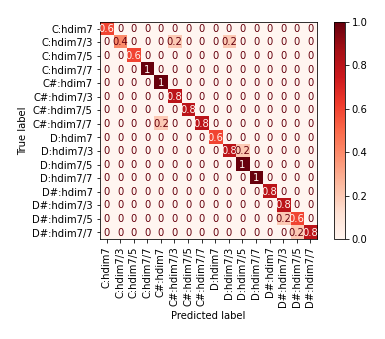 True label
C:hdim7 0.6 0 0 0 0 0 0 0 0 0 0 0 0 0 0 0
C:hdim7/3 0 0.4 0 0 0 0.2 0 0 0 0.2 0 0 0 0 0 0
C:hdim7/5 0 0 0.6 0 0 0 0 0 0 0 0 0 0 0 0 0
C:hdim7/7 0 0 0 1 0 0 0 0 0 0 0 0 0 0 0 0
C#:hdim7 0 0 0 0 1 0 0 0 0 0 0 0 0 0 0 0
C#:hdim7/3 0 0 0 0 0 0.8 0 0 0 0 0 0 0 0 0 0
C#:hdim7/5 0 0 0 0 0 0 0.8 0 0 0 0 0 0 0 0 0
C#:hdim7/7 0 0 0 0 0.2 0 0 0.8 0 0 0 0 0 0 0 0
D:hdim7 0 0 0 0 0 0 0 0 0.6 0 0 0 0 0 0 0
D:hdim7/3 0 0 0 0 0 0 0 0 0 0.8 0.2 0 0 0 0 0
D:hdim7/5 0 0 0 0 0 0 0 0 0 0 1 0 0 0 0 0
D:hdim7/7 0 0 0 0 0 0 0 0 0 0 0 1 0 0 0 0
D#:hdim7 0 0 0 0 0 0 0 0 0 0 0 0 0.8 0 0 0
D#:hdim7/3 0 0 0 0 0 0 0 0 0 0 0 0 0 0.8 0 0
D#:hdim7/5 0 0 0 0 0 0 0 0 0 0 0 0 0 0.2 0.6 0
D#:hdim7/7 0 0 0 0 0 0 0 0 0 0 0 0 0 0 0.2 0.8
C:hdim7
C:hdim7/3
C:hdim7/5
C:hdim7/7
C#:hdim7
C#:hdim7/3
C#:hdim7/5
C#:hdim7/7
D:hdim7
D:hdim7/3
D:hdim7/5
D:hdim7/7
D#:hdim7
D#:hdim7/3
D#:hdim7/5
D#:hdim7/7
Predicted label
1.0
0.8
0.6
0.4
0.2
0.0